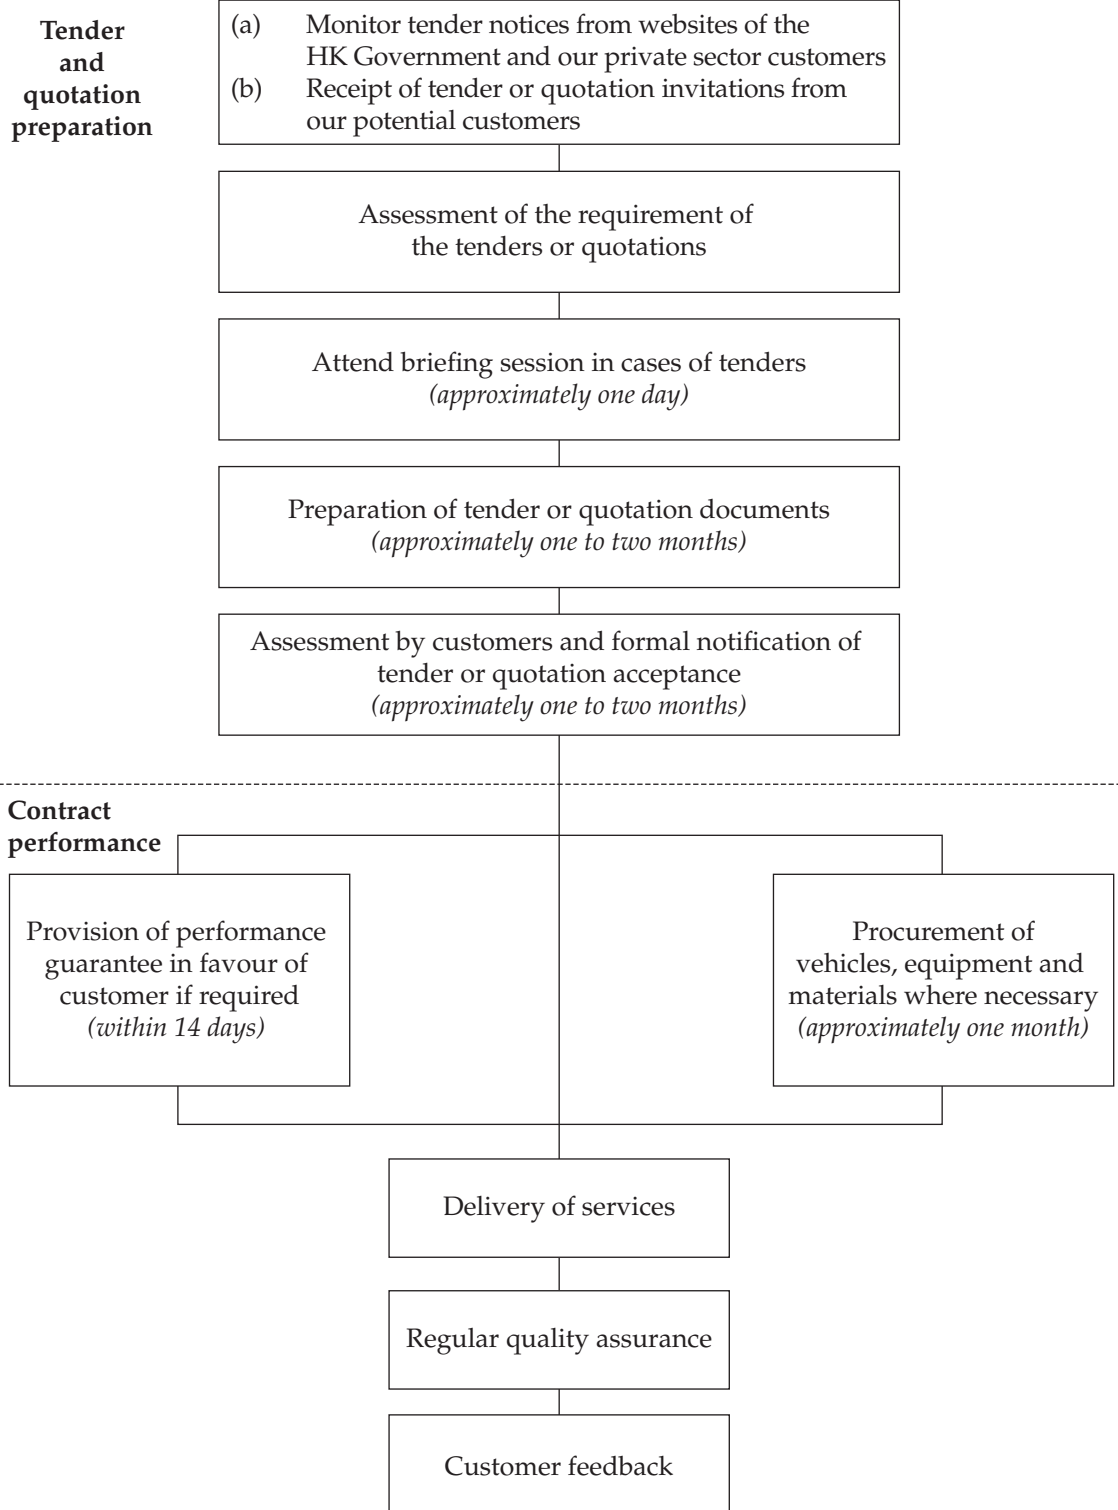 Tender
and
quotation
preparation
(a) Monitor tender notices from websites of the
HK Government and our private sector customers
(b) Receipt of tender or quotation invitations from
our potential customers
Assessment of the requirement of
the tenders or quotations
Attend briefing session in cases of tenders
(approximately one day)
Preparation of tender or quotation documents
(approximately one to two months)
Assessment by customers and formal notification of
tender or quotation acceptance
(approximately one to two months)
Contract
performance
Provision of performance
guarantee in favour of
customer if required
(within 14 days)
Procurement of
vehicles, equipment and
materials where necessary
(approximately one month)
Delivery of services
Regular quality assurance
Customer feedback